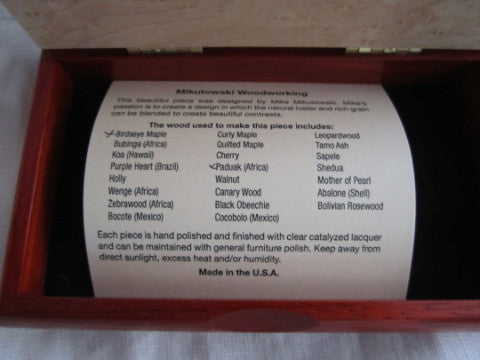 Mikutowski Woodworking
This beautiful piece was designed by Mike Mikutowski. Mike's
passion is to create a design in which the natural luster and rich grain
can be blended to create beautiful contrasts.
The wood used to make this piece includes:
✓ Birdseye Maple Curly Maple Leopardwood
Bubinga (Africa) Quilted Maple Tamo Ash
Koa (Hawaii) Cherry Sapele
Purple Heart (Brazil) ✓ Paduak (Africa) Shedua
Holly Walnut Mother of Pearl
Wenge (Africa) Canary Wood Abalone (Shell)
Zebrawood (Africa) Black Obeechie Bolivian Rosewood
Bocote (Mexico) Cocobolo (Mexico)
Each piece is hand polished and finished with clear catalyzed lacquer
and can be maintained with general furniture polish. Keep away from
direct sunlight, excess heat and/or humidity.
Made in the U.S.A.